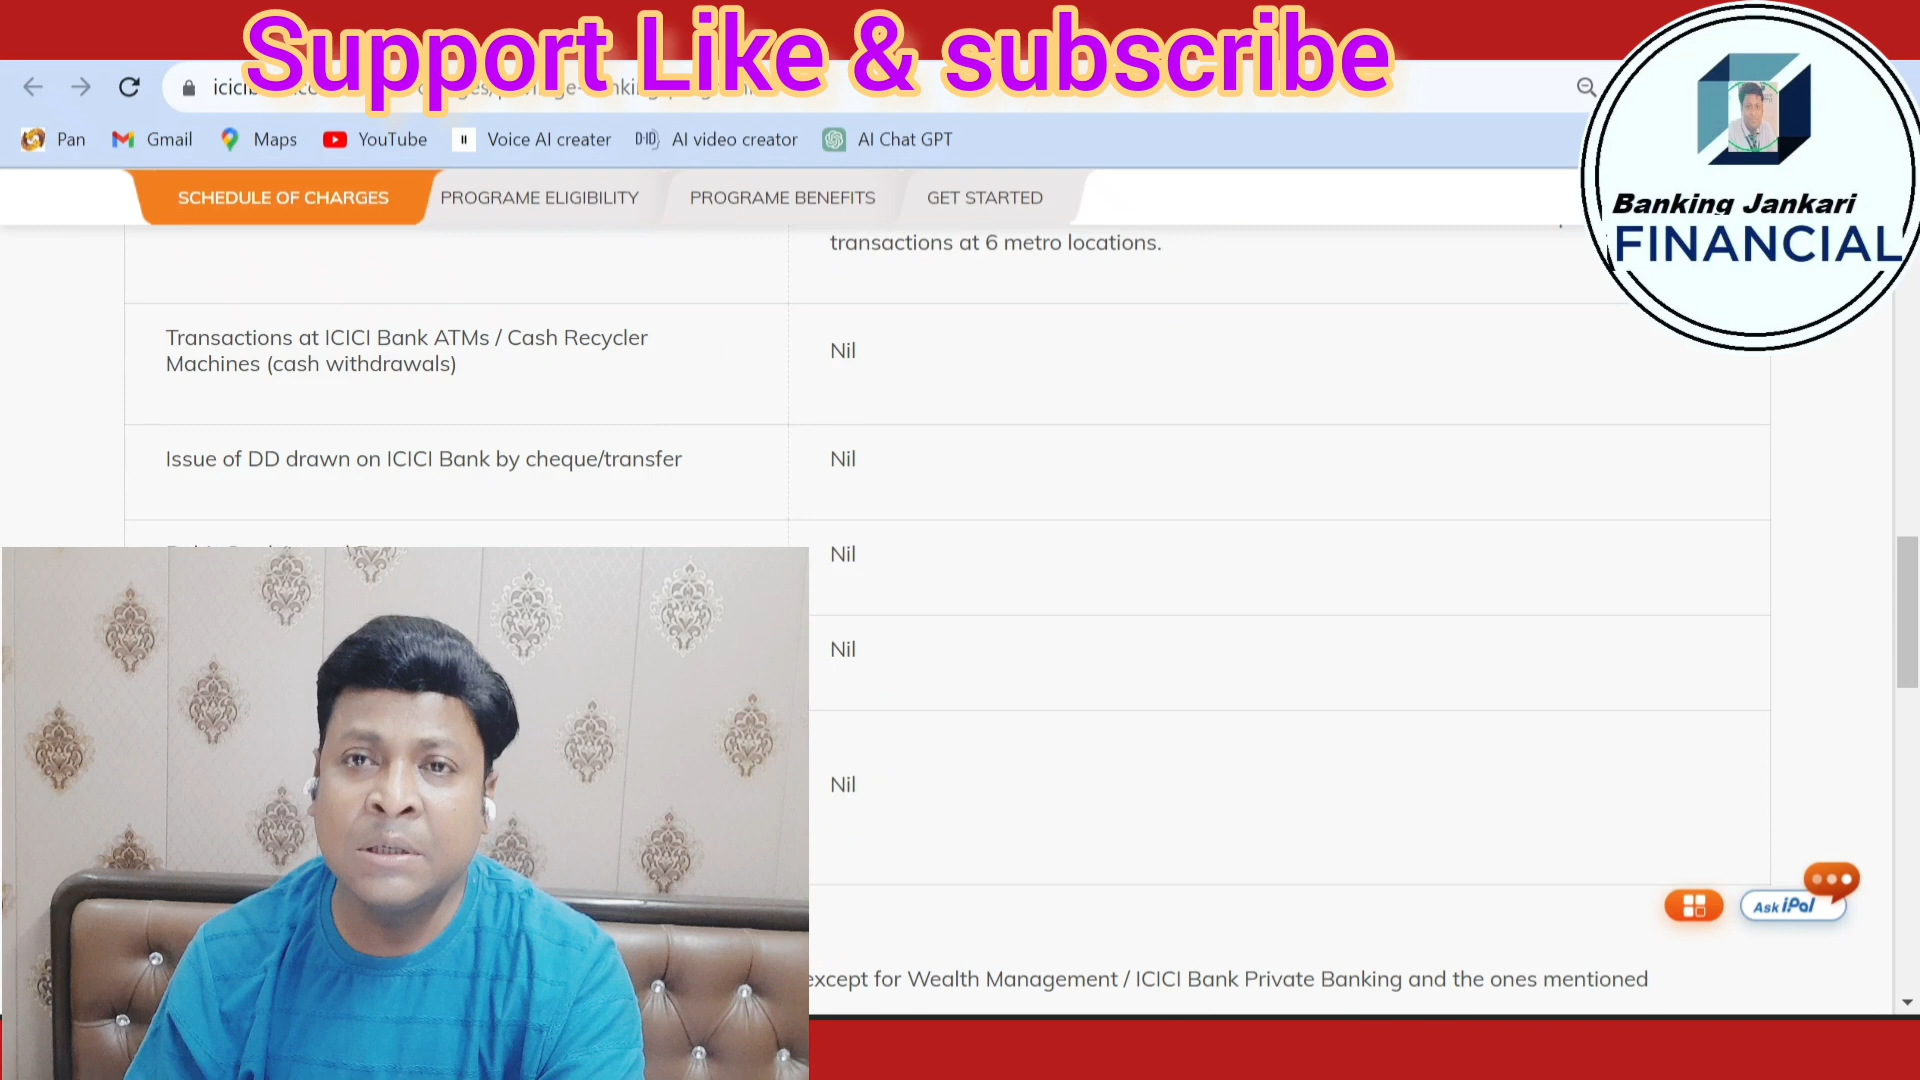 Support Like & subscribe
Pan
Gmail
Maps
YouTube
Voice AI creater
D-ID
AI video creator
AI Chat GPT
Banking Jankari
FINANCIAL
SCHEDULE OF CHARGES
PROGRAME ELIGIBILITY
PROGRAME BENEFITS
GET STARTED
transactions at 6 metro locations.
Transactions at ICICI Bank ATMs / Cash Recycler
Machines (cash withdrawals)
Nil
Issue of DD drawn on ICICI Bank by cheque/transfer
Nil
Nil
Nil
Nil
Ask iPal
except for Wealth Management / ICICI Bank Private Banking and the ones mentioned